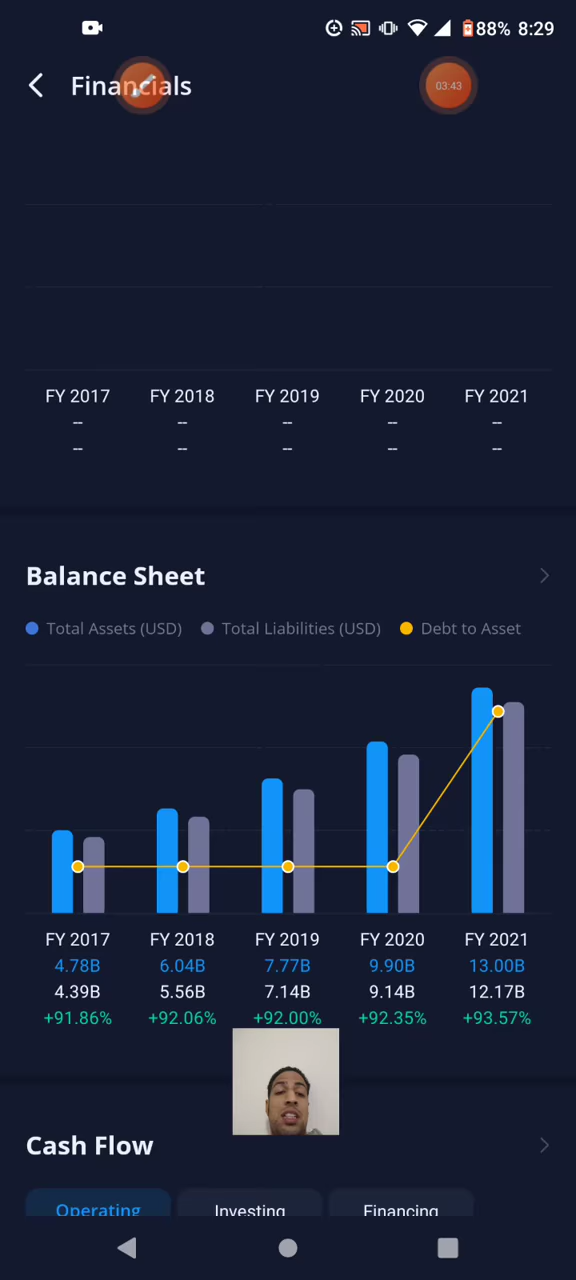 88% 8:29
Financials
03:43
FY 2017 FY 2018 FY 2019 FY 2020 FY 2021
-- -- -- -- --
-- -- -- -- --
Balance Sheet
Total Assets (USD) Total Liabilities (USD) Debt to Asset
FY 2017 FY 2018 FY 2019 FY 2020 FY 2021
4.78B 6.04B 7.77B 9.90B 13.00B
4.39B 5.56B 7.14B 9.14B 12.17B
+91.86% +92.06% +92.00% +92.35% +93.57%
Cash Flow
Operating Investing Financing